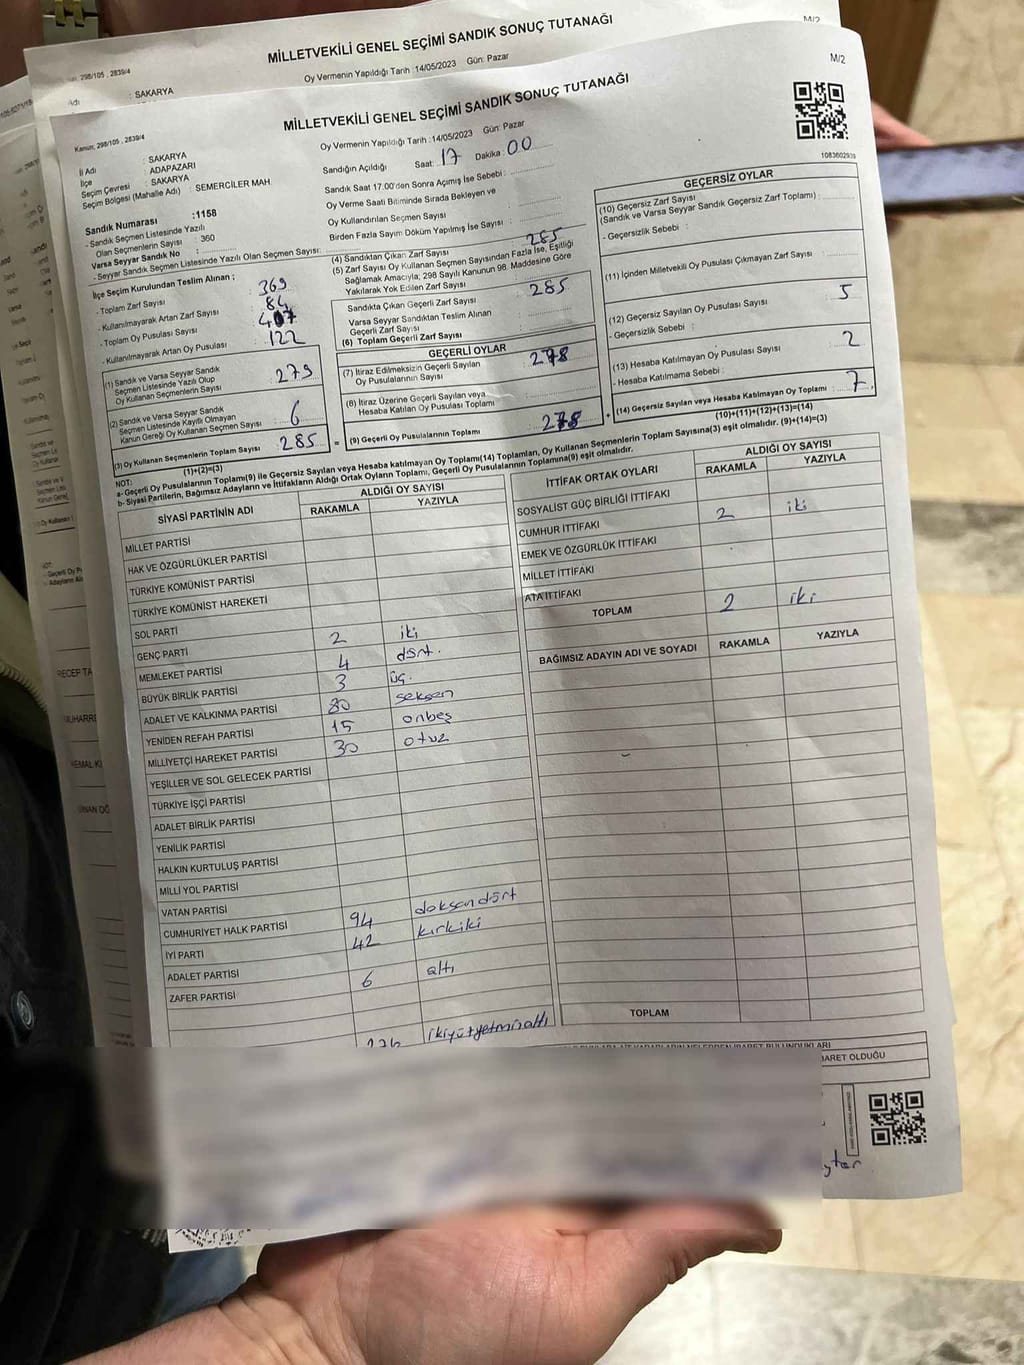 MİLLETVEKİLİ GENEL SEÇİMİ SANDIK SONUÇ TUTANAĞI
M/2
298/105 , 2839/4
Oy Vermenin Yapıldığı Tarih :14/05/2023 Gün: Pazar
Adı : SAKARYA
MİLLETVEKİLİ GENEL SEÇİMİ SANDIK SONUÇ TUTANAĞI
M/2
Kanun, 298/105 , 2839/4
Oy Vermenin Yapıldığı Tarih :14/05/2023 Gün: Pazar
İl Adı : SAKARYA
İlçe : ADAPAZARI
Seçim Çevresi : SAKARYA
Seçim Bölgesi (Mahalle Adı) : SEMERCİLER MAH.
Sandık Numarası :1158
- Sandık Seçmen Listesinde Yazılı
Olan Seçmenlerin Sayısı : 360
Varsa Seyyar Sandık No :
- Seyyar Sandık Seçmen Listesinde Yazılı Olan Seçmen Sayısı:
İlçe Seçim Kurulundan Teslim Alınan ;
- Toplam Zarf Sayısı : 369
- Kullanılmayarak Artan Zarf Sayısı : 84
- Toplam Oy Pusulası Sayısı : 407
- Kullanılmayarak Artan Oy Pusulası : 122
(1) Sandık ve Varsa Seyyar Sandık
Seçmen Listesinde Yazılı Olup
Oy Kullanan Seçmenlerin Sayısı : 279
(2) Sandık ve Varsa Seyyar Sandık
Seçmen Listesinde Kayıtlı Olmayan
Kanun Gereği Oy Kullanan Seçmen Sayısı : 6
(3) Oy Kullanan Seçmenlerin Toplam Sayısı : 285
(1)+(2)=(3)
Sandığın Açıldığı Saat: 17 Dakika: 00
Sandık Saat 17.00'den Sonra Açımış İse Sebebi :
Oy Verme Saati Bitiminde Sırada Bekleyen ve
Oy Kullandırılan Seçmen Sayısı :
Birden Fazla Sayım Döküm Yapılmış İse Sayısı :
(4) Sandıktan Çıkan Zarf Sayısı : 285
(5) Zarf Sayısı Oy Kullanan Seçmen Sayısından Fazla İse, Eşitliği
Sağlamak Amacıyla, 298 Sayılı Kanunun 98. Maddesine Göre
Yakılarak Yok Edilen Zarf Sayısı :
Sandıkta Çıkan Geçerli Zarf Sayısı : 285
Varsa Seyyar Sandıktan Teslim Alınan
Geçerli Zarf Sayısı :
(6) Toplam Geçerli Zarf Sayısı :
GEÇERLİ OYLAR
(7) İtiraz Edilmeksizin Geçerli Sayılan
Oy Pusulalarının Sayısı : 278
(8) İtiraz Üzerine Geçerli Sayılan veya
Hesaba Katılan Oy Pusulası Toplamı :
= (9) Geçerli Oy Pusulalarının Toplamı : 278 +
1083602939
GEÇERSİZ OYLAR
(10) Geçersiz Zarf Sayısı
(Sandık ve Varsa Seyyar Sandık Geçersiz Zarf Toplamı) :
- Geçersizlik Sebebi :
(11) İçinden Milletvekili Oy Pusulası Çıkmayan Zarf Sayısı :
(12) Geçersiz Sayılan Oy Pusulası Sayısı : 5
- Geçersizlik Sebebi :
(13) Hesaba Katılmayan Oy Pusulası Sayısı : 2
- Hesaba Katılmama Sebebi :
(14) Geçersiz Sayılan veya Hesaba Katılmayan Oy Toplamı : 7
(10)+(11)+(12)+(13)=(14)
NOT:
a- Geçerli Oy Pusulalarının Toplam(9) ile Geçersiz Sayılan veya Hesaba katılmayan Oy Toplamı(14) Toplamları, Oy Kullanan Seçmenlerin Toplam Sayısına(3) eşit olmalıdır. (9)+(14)=(3)
b- Siyasi Partilerin, Bağımsız Adayların ve İttifakların Aldığı Ortak Oyların Toplamı, Geçerli Oy Pusulalarının Toplamına(9) eşit olmalıdır.
SİYASİ PARTİNİN ADI ALDIĞI OY SAYISI
RAKAMLA YAZIYLA
MİLLET PARTİSİ
HAK VE ÖZGÜRLÜKLER PARTİSİ
TÜRKİYE KOMÜNİST PARTİSİ
TÜRKİYE KOMÜNİST HAREKETİ
SOL PARTİ
GENÇ PARTİ 2 iki
MEMLEKET PARTİSİ 4 dört.
BÜYÜK BİRLİK PARTİSİ 3 üç.
ADALET VE KALKINMA PARTİSİ 80 seksen
YENİDEN REFAH PARTİSİ 15 onbeş
MİLLİYETÇİ HAREKET PARTİSİ 30 otuz
YEŞİLLER VE SOL GELECEK PARTİSİ
TÜRKİYE İŞÇİ PARTİSİ
ADALET BİRLİK PARTİSİ
YENİLİK PARTİSİ
HALKIN KURTULUŞ PARTİSİ
MİLLİ YOL PARTİSİ
VATAN PARTİSİ
CUMHURİYET HALK PARTİSİ 94 doksandört
İYİ PARTİ 42 kırkiki
ADALET PARTİSİ
ZAFER PARTİSİ 6 altı
276 ikiyüzyetmişaltı
İTTİFAK ORTAK OYLARI ALDIĞI OY SAYISI
RAKAMLA YAZIYLA
SOSYALİST GÜÇ BİRLİĞİ İTTİFAKI
CUMHUR İTTİFAKI 2 iki
EMEK VE ÖZGÜRLÜK İTTİFAKI
MİLLET İTTİFAKI
ATA İTTİFAKI
TOPLAM 2 iki
BAĞIMSIZ ADAYIN ADI VE SOYADI RAKAMLA YAZIYLA
TOPLAM
BARET OLDUĞU